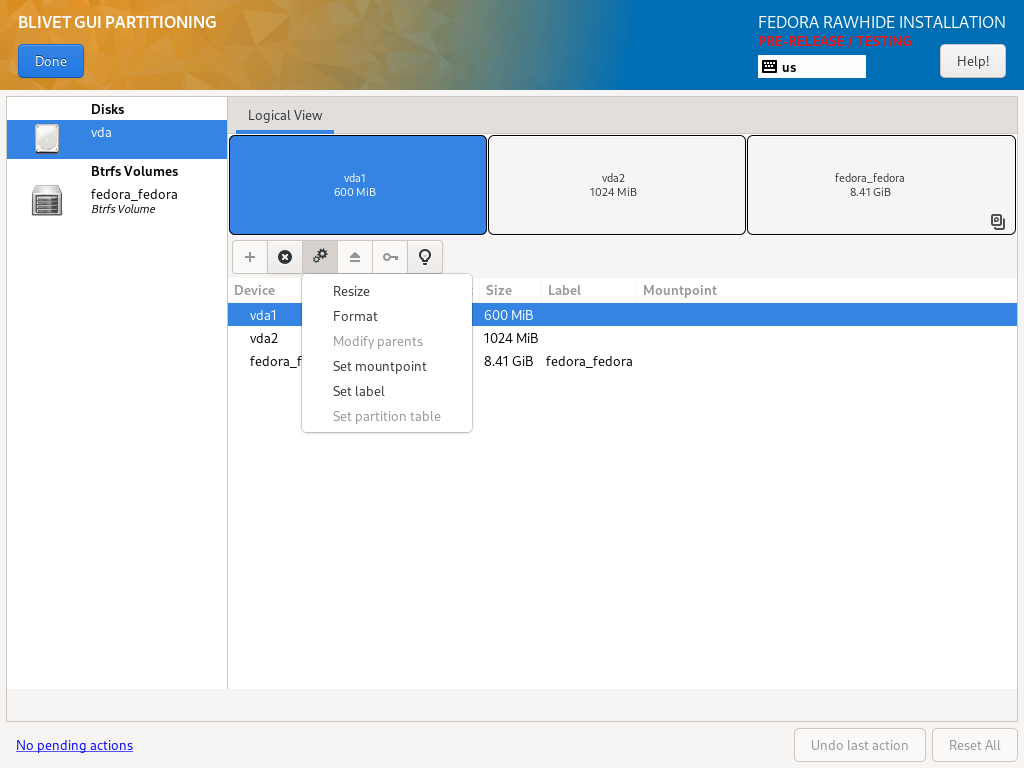 BLIVET GUI PARTITIONING
FEDORA RAWHIDE INSTALLATION
PRE-RELEASE / TESTING
Done
us
Help!
Disks
vda
Btrfs Volumes
fedora_fedora
Btrfs Volume
Logical View
vda1
600 MiB
vda2
1024 MiB
fedora_fedora
8.41 GiB
Device Size Label Mountpoint
vda1 600 MiB
vda2 1024 MiB
fedora_f 8.41 GiB fedora_fedora
Resize
Format
Modify parents
Set mountpoint
Set label
Set partition table
No pending actions
Undo last action
Reset All